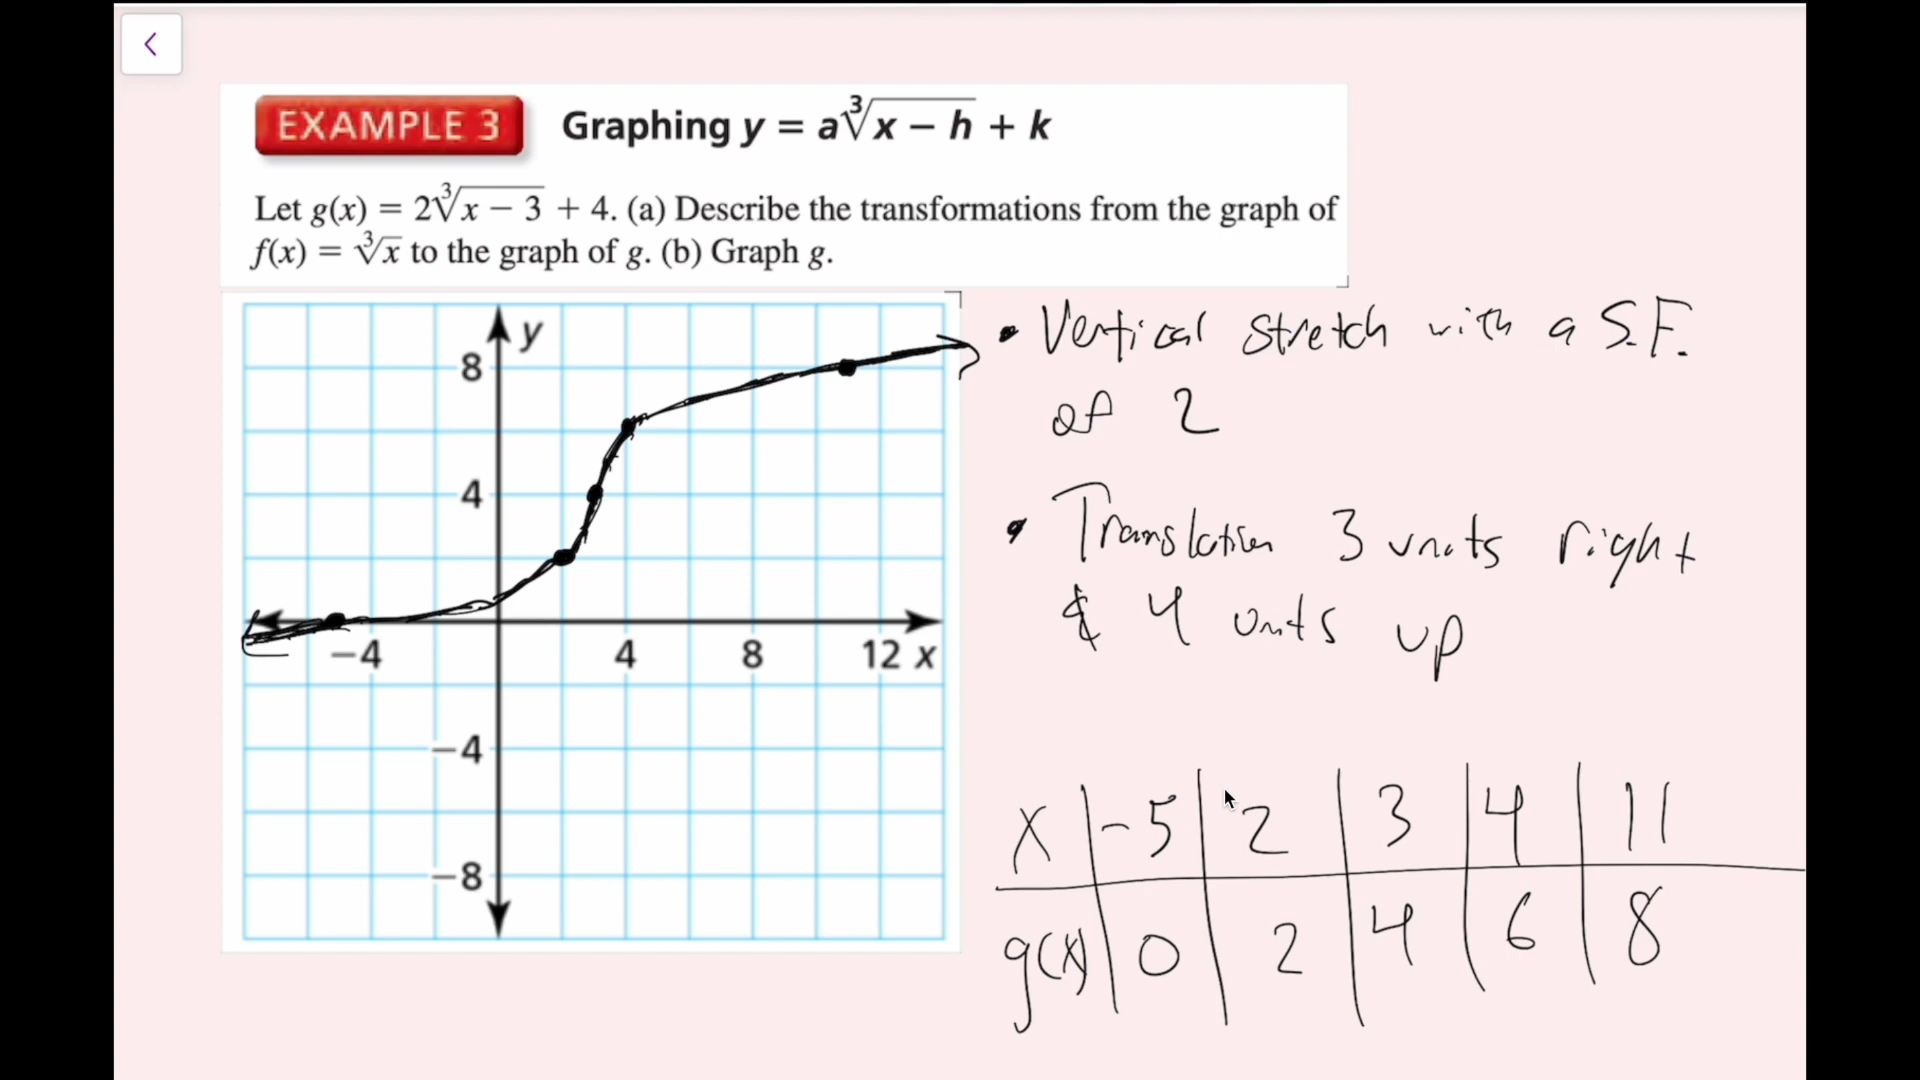 EXAMPLE 3 Graphing y = a∛(x − h) + k
Let g(x) = 2∛(x − 3) + 4. (a) Describe the transformations from the graph of
f(x) = ∛x to the graph of g. (b) Graph g.
y
8
4
−4
4
8
12 x
−4
−8
• Vertical stretch with a S.F.
of 2
• Translation 3 units right
& 4 units up
x | -5 | 2 | 3 | 4 | 11
g(x) | 0 | 2 | 4 | 6 | 8